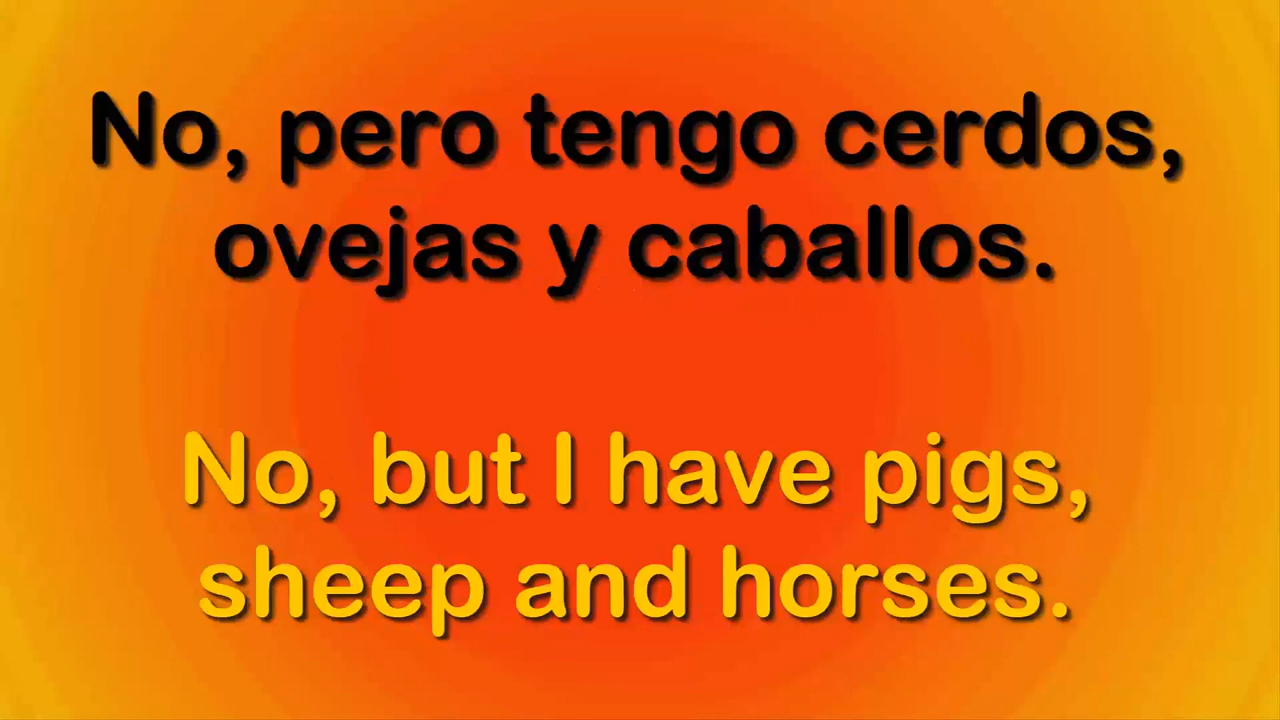 No, pero tengo cerdos,
ovejas y caballos.
No, but I have pigs,
sheep and horses.